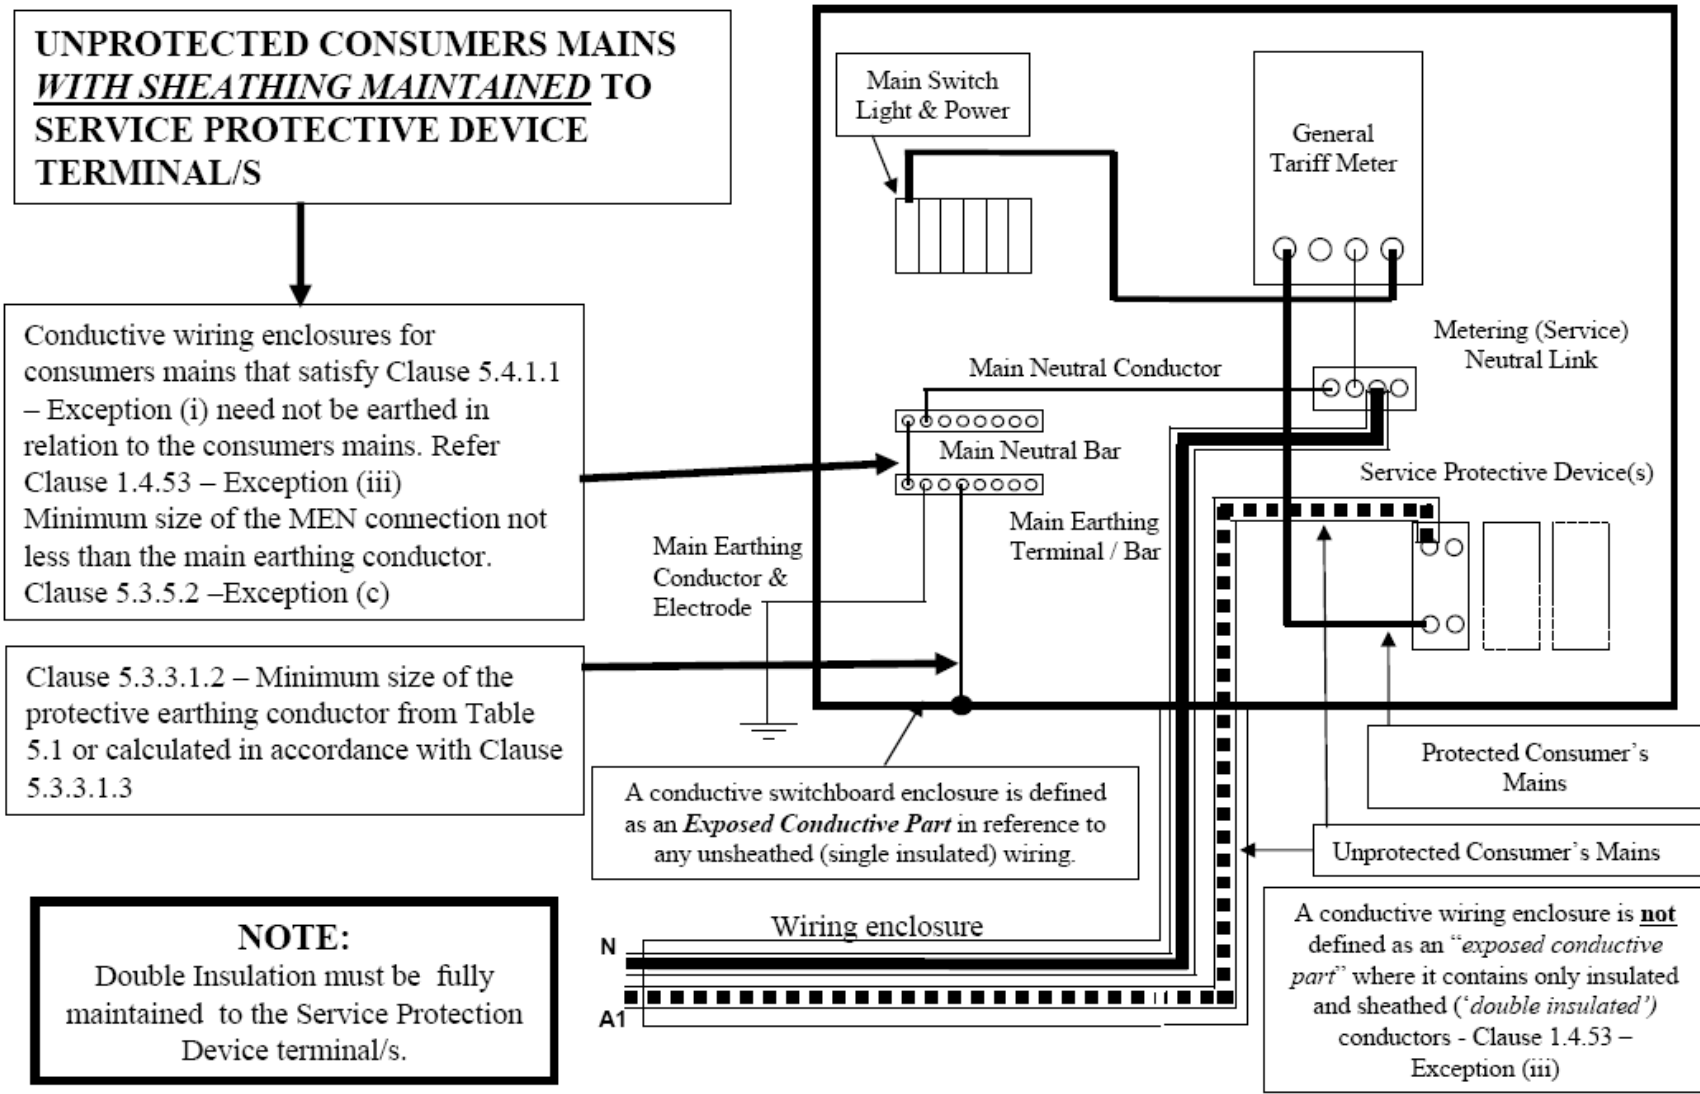 UNPROTECTED CONSUMERS MAINS
WITH SHEATHING MAINTAINED TO
SERVICE PROTECTIVE DEVICE
TERMINAL/S
Conductive wiring enclosures for
consumers mains that satisfy Clause 5.4.1.1
– Exception (i) need not be earthed in
relation to the consumers mains. Refer
Clause 1.4.53 – Exception (iii)
Minimum size of the MEN connection not
less than the main earthing conductor.
Clause 5.3.5.2 –Exception (c)
Clause 5.3.3.1.2 – Minimum size of the
protective earthing conductor from Table
5.1 or calculated in accordance with Clause
5.3.3.1.3
NOTE:
Double Insulation must be fully
maintained to the Service Protection
Device terminal/s.
Main Switch
Light & Power
General
Tariff Meter
Metering (Service)
Neutral Link
Main Neutral Conductor
Main Neutral Bar
Service Protective Device(s)
Main Earthing
Terminal / Bar
Main Earthing
Conductor &
Electrode
Protected Consumer’s
Mains
A conductive switchboard enclosure is defined
as an Exposed Conductive Part in reference to
any unsheathed (single insulated) wiring.
Unprotected Consumer’s Mains
Wiring enclosure
N
A1
A conductive wiring enclosure is not
defined as an “exposed conductive
part” where it contains only insulated
and sheathed (‘double insulated’)
conductors - Clause 1.4.53 –
Exception (iii)